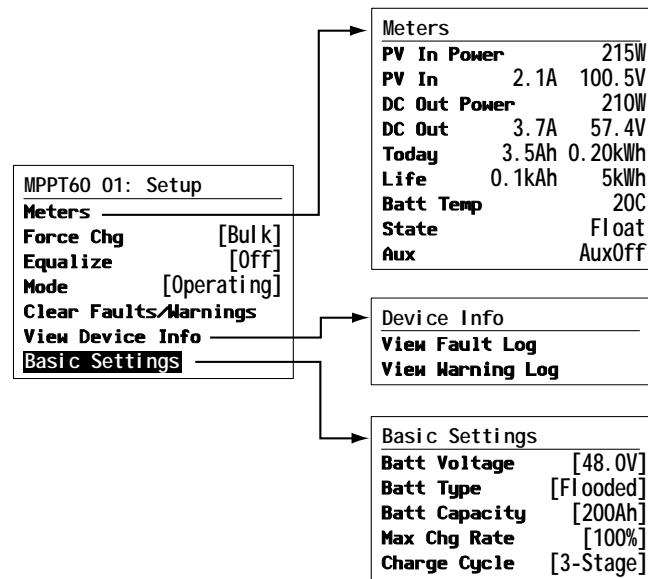 MPPT60 01: Setup
Meters
Force Chg [Bulk]
Equalize [Off]
Mode [Operating]
Clear Faults/Warnings
View Device Info
Basic Settings
Meters
PV In Power 215W
PV In 2.1A 100.5V
DC Out Power 210W
DC Out 3.7A 57.4V
Today 3.5Ah 0.20kWh
Life 0.1kAh 5kWh
Batt Temp 20C
State Float
Aux AuxOff
Device Info
View Fault Log
View Warning Log
Basic Settings
Batt Voltage [48.0V]
Batt Type [Flooded]
Batt Capacity [200Ah]
Max Chg Rate [100%]
Charge Cycle [3-Stage]